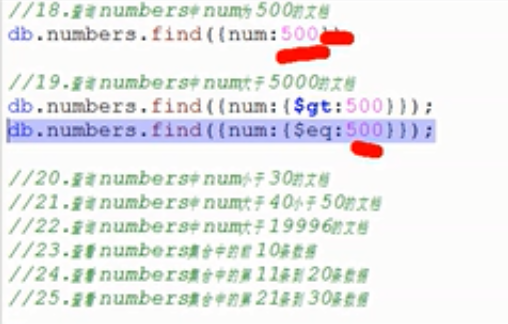 //18.查询numbers中num为500的文档
db.numbers.find({num:500})
//19.查询numbers中num大于5000的文档
db.numbers.find({num:{$gt:500}});
db.numbers.find({num:{$eq:500}});
//20.查询numbers中num小于30的文档
//21.查询numbers中num大于40小于50的文档
//22.查询numbers中num大于19996的文档
//23.查看numbers集合中的前10条数据
//24.查看numbers集合中的第11条到20条数据
//25.查看numbers集合中的第21条到30条数据